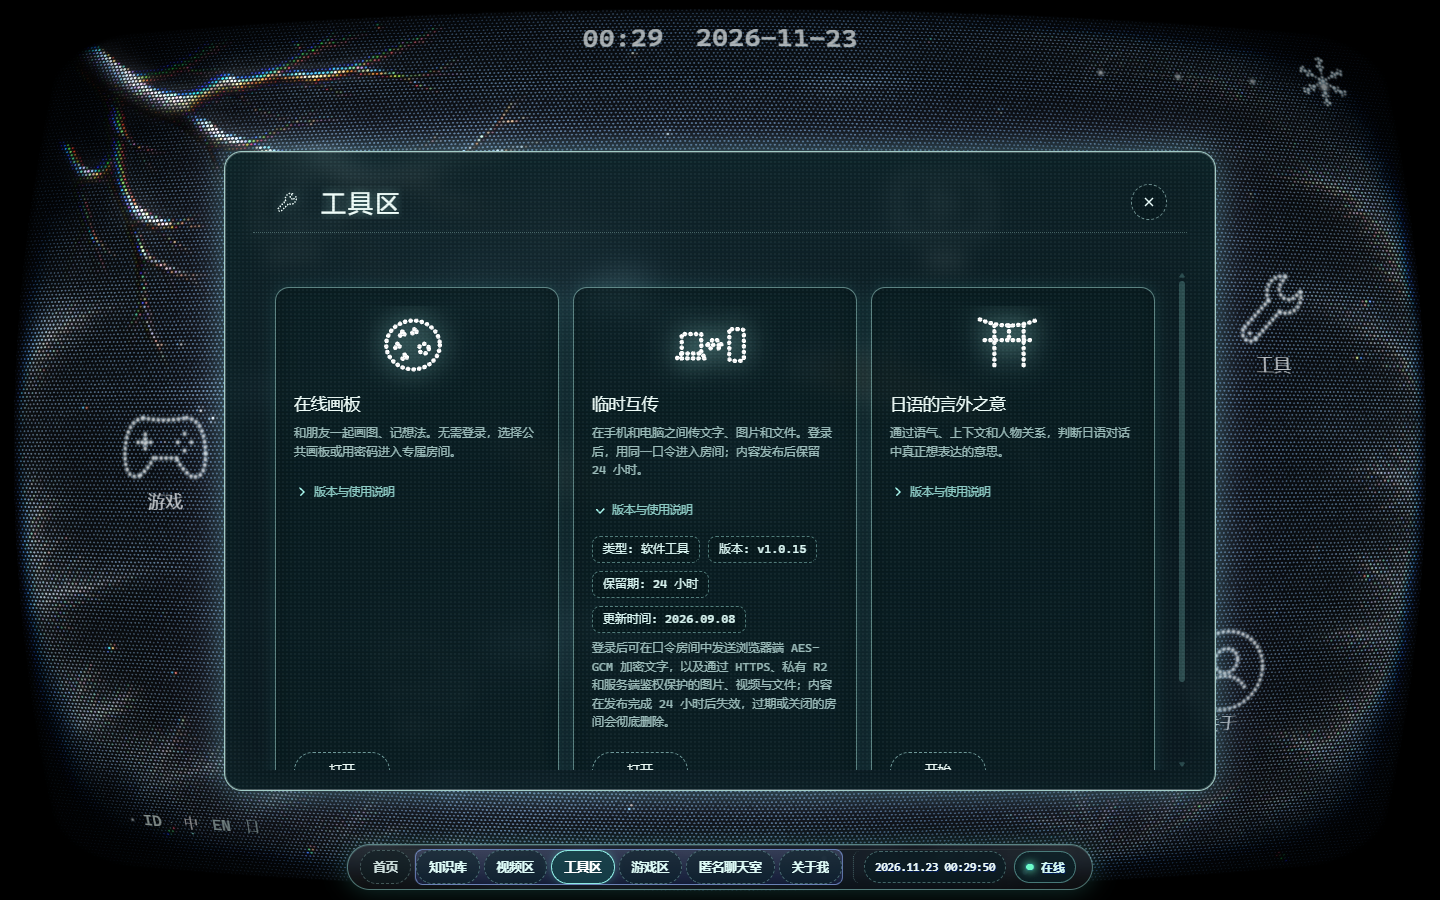 00:29 2026-11-23
工具区
×
在线画板
和朋友一起画图、记想法。无需登录，选择公
共画板或用密码进入专属房间。
版本与使用说明
打开
临时互传
在手机和电脑之间传文字、图片和文件。登录
后，用同一口令进入房间；内容发布后保留
24 小时。
版本与使用说明
类型: 软件工具
版本: v1.0.15
保留期: 24 小时
更新时间: 2026.09.08
登录后可在口令房间中发送浏览器端 AES-
GCM 加密文字，以及通过 HTTPS、私有 R2
和服务端鉴权保护的图片、视频与文件；内容
在发布完成 24 小时后失效，过期或关闭的房
间会彻底删除。
打开
日语的言外之意
通过语气、上下文和人物关系，判断日语对话
中真正想表达的意思。
版本与使用说明
开始
游戏
工具
于
· ID 中 EN 日
首页 知识库 视频区 工具区 游戏区 匿名聊天室 关于我 2026.11.23 00:29:50 在线